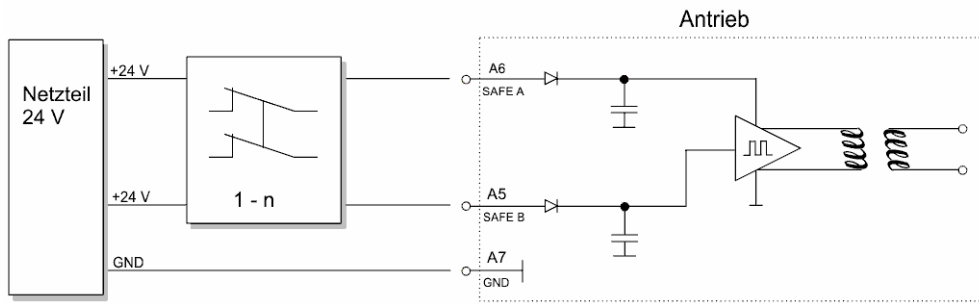 Antrieb
Netzteil
24 V
+24 V
A6
SAFE A
1 - n
+24 V
A5
SAFE B
GND
A7
GND